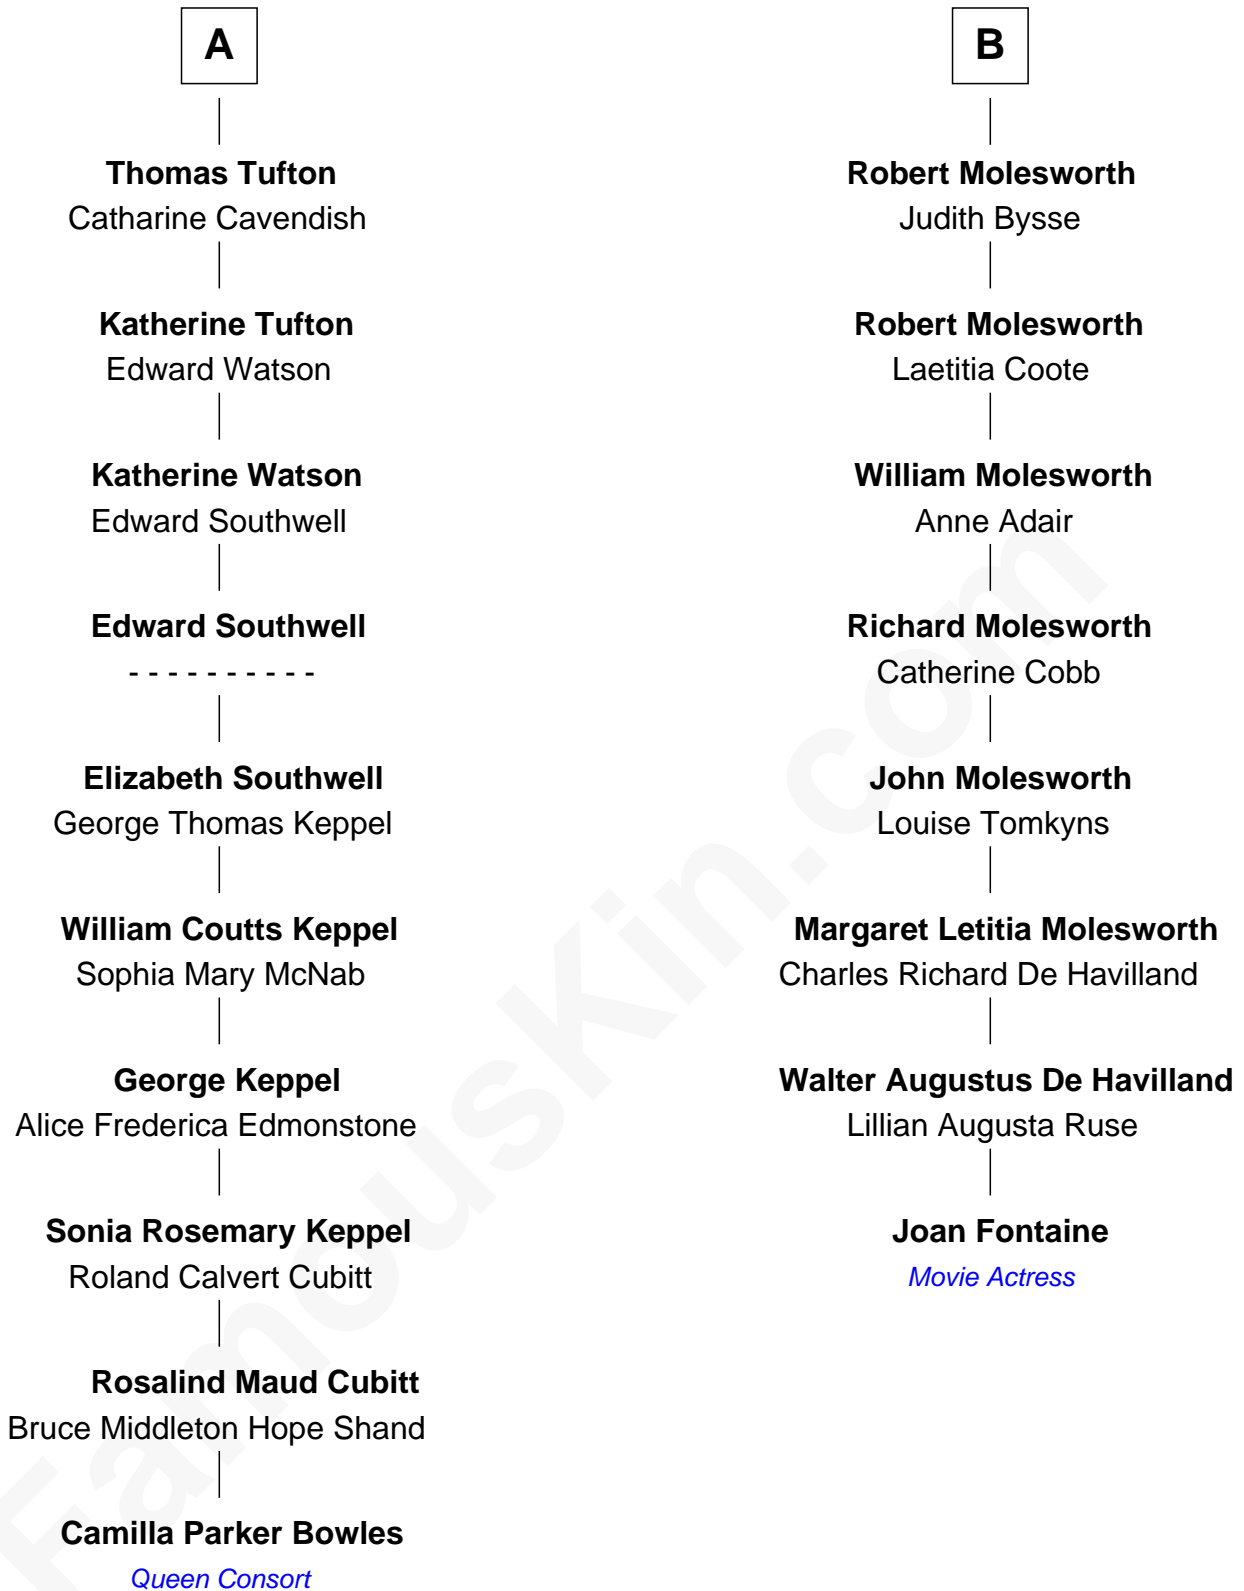 A
Thomas Tufton
Catharine Cavendish
Katherine Tufton
Edward Watson
Katherine Watson
Edward Southwell
Edward Southwell
- - - - - - - - - -
Elizabeth Southwell
George Thomas Keppel
William Coutts Keppel
Sophia Mary McNab
George Keppel
Alice Frederica Edmonstone
Sonia Rosemary Keppel
Roland Calvert Cubitt
Rosalind Maud Cubitt
Bruce Middleton Hope Shand
Camilla Parker Bowles
Queen Consort
B
Robert Molesworth
Judith Bysse
Robert Molesworth
Laetitia Coote
William Molesworth
Anne Adair
Richard Molesworth
Catherine Cobb
John Molesworth
Louise Tomkyns
Margaret Letitia Molesworth
Charles Richard De Havilland
Walter Augustus De Havilland
Lillian Augusta Ruse
Joan Fontaine
Movie Actress
FamousKin.com